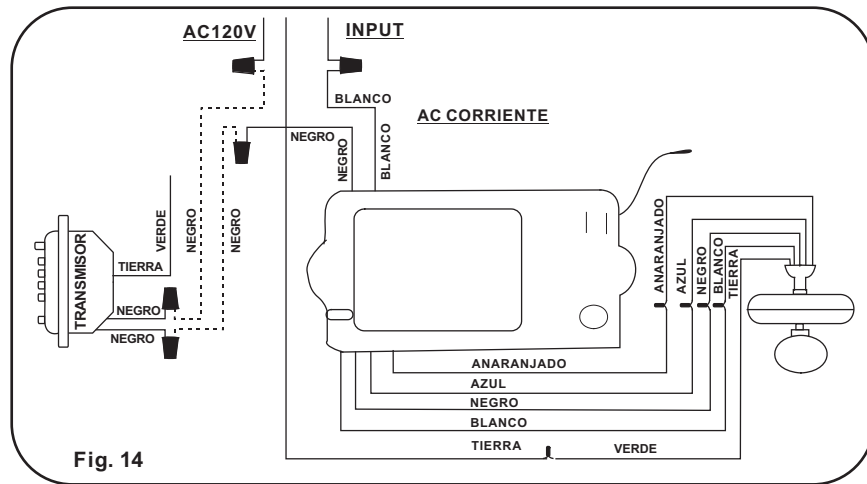 AC120V
INPUT
BLANCO
AC CORRIENTE
NEGRO
NEGRO
BLANCO
VERDE
NEGRO
NEGRO
TRANSMISOR
TIERRA
NEGRO
NEGRO
ANARANJADO
AZUL
NEGRO
BLANCO
TIERRA
ANARANJADO
AZUL
NEGRO
BLANCO
TIERRA
VERDE
Fig. 14